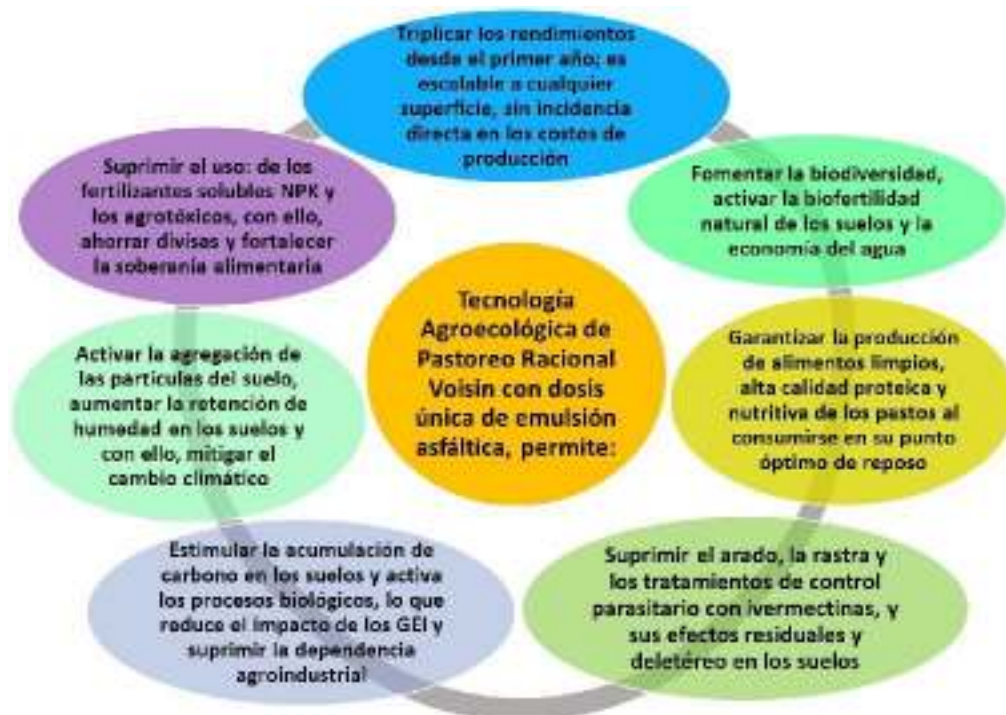 Triplicar los rendimientos
desde el primer año; es
escalable a cualquier
superficie, sin incidencia
directa en los costos de
producción
Fomentar la biodiversidad,
activar la biofertilidad
natural de los suelos y la
economía del agua
Garantizar la producción
de alimentos limpios,
alta calidad proteica y
nutritiva de los pastos al
consumirse en su punto
óptimo de reposo
Suprimir el arado, la rastra y
los tratamientos de control
parasitario con ivermectinas, y
sus efectos residuales y
deletéreo en los suelos
Estimular la acumulación de
carbono en los suelos y activa
los procesos biológicos, lo que
reduce el impacto de los GEI y
suprimir la dependencia
agroindustrial
Activar la agregación de
las partículas del suelo,
aumentar la retención de
humedad en los suelos y
con ello, mitigar el
cambio climático
Suprimir el uso: de los
fertilizantes solubles NPK y
los agrotóxicos, con ello,
ahorrar divisas y fortalecer
la soberanía alimentaria
Tecnología
Agroecológica de
Pastoreo Racional
Voisin con dosis
única de emulsión
asfáltica, permite: